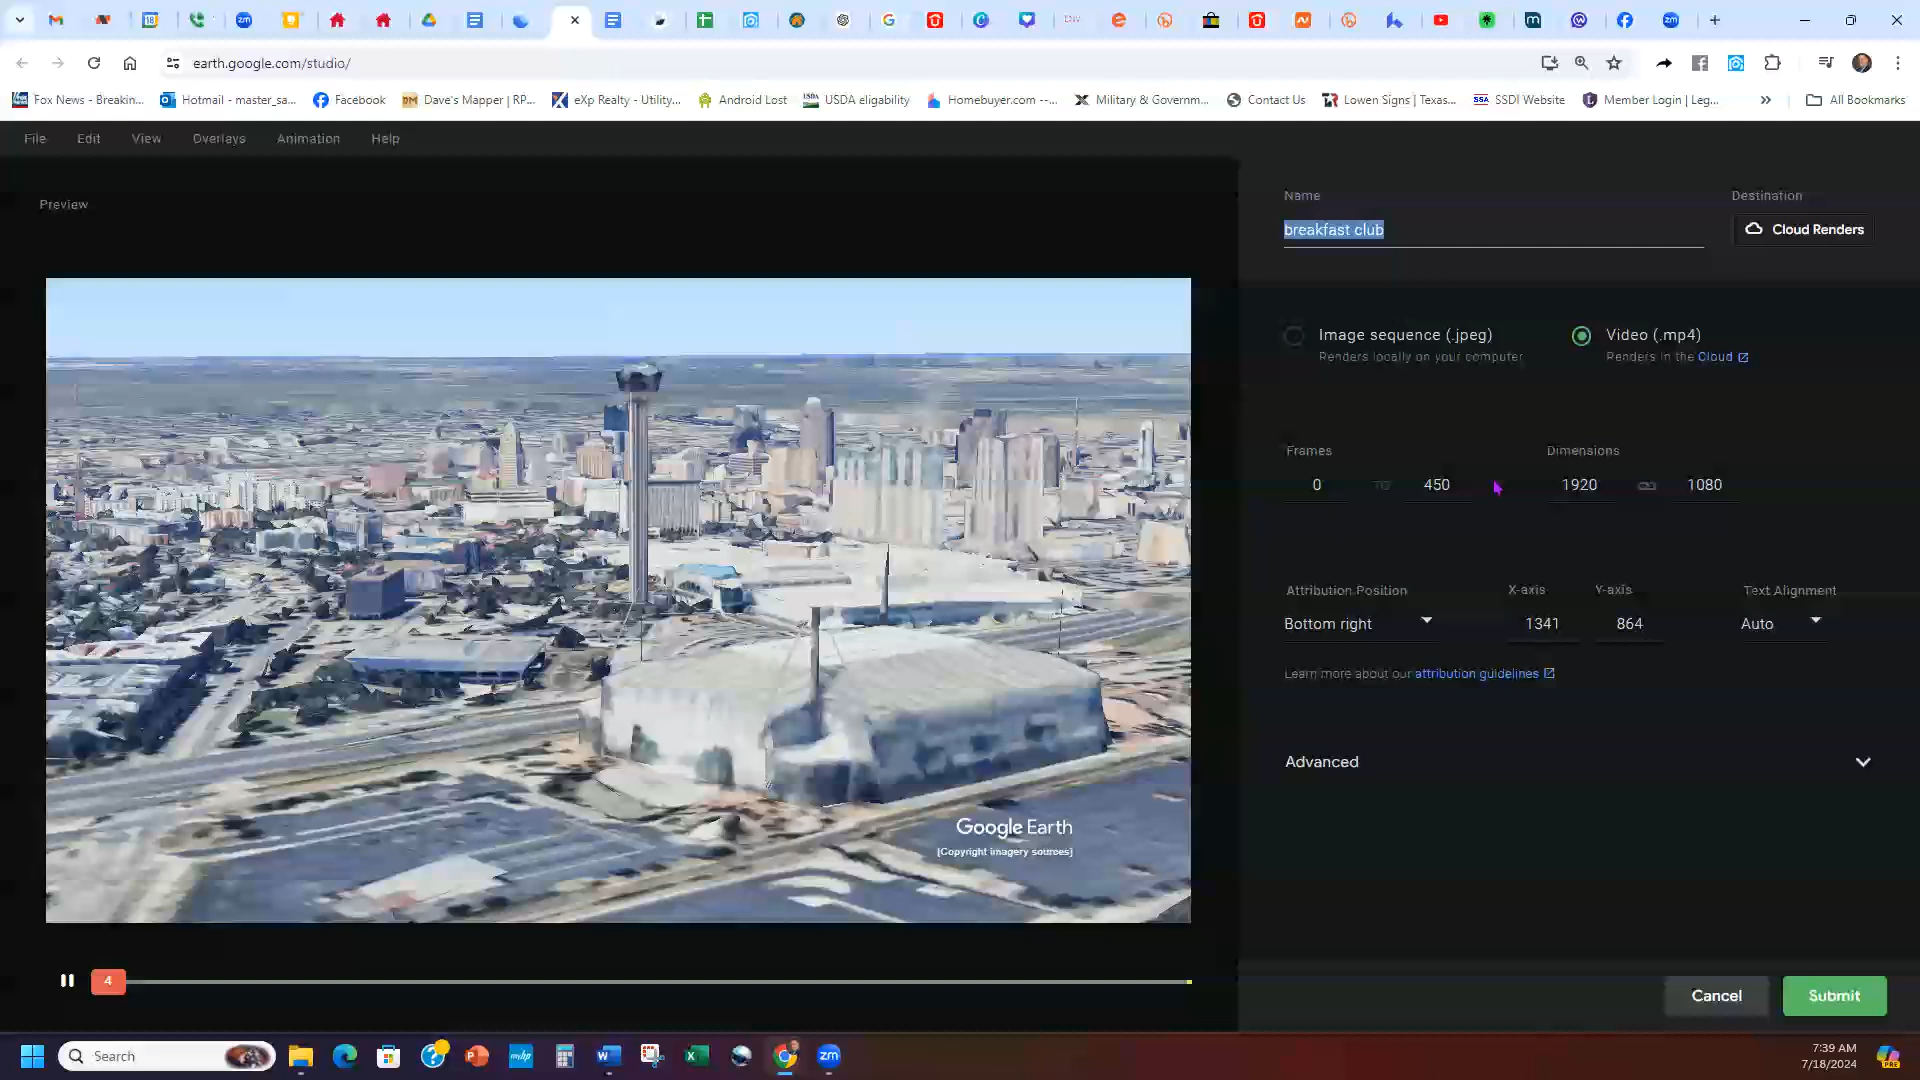 18
earth.google.com/studio/
Fox News - Breakin...
Hotmail - master_sa...
Facebook
Dave's Mapper | RP...
eXp Realty - Utility...
Android Lost
USDA eligibility
Homebuyer.com --...
Military & Governm...
Contact Us
Lowen Signs | Texas...
SSDI Website
Member Login | Leg...
All Bookmarks
File
Edit
View
Overlays
Animation
Help
Preview
Name
breakfast club
Destination
Cloud Renders
Image sequence (.jpeg)
Renders locally on your computer
Video (.mp4)
Renders in the Cloud
Frames
0 TO 450
Dimensions
1920 1080
Attribution Position
Bottom right
X-axis
1341
Y-axis
864
Text Alignment
Auto
Learn more about our attribution guidelines
Advanced
Google Earth
[Copyright imagery sources]
4
Cancel
Submit
Search
7:39 AM
7/18/2024